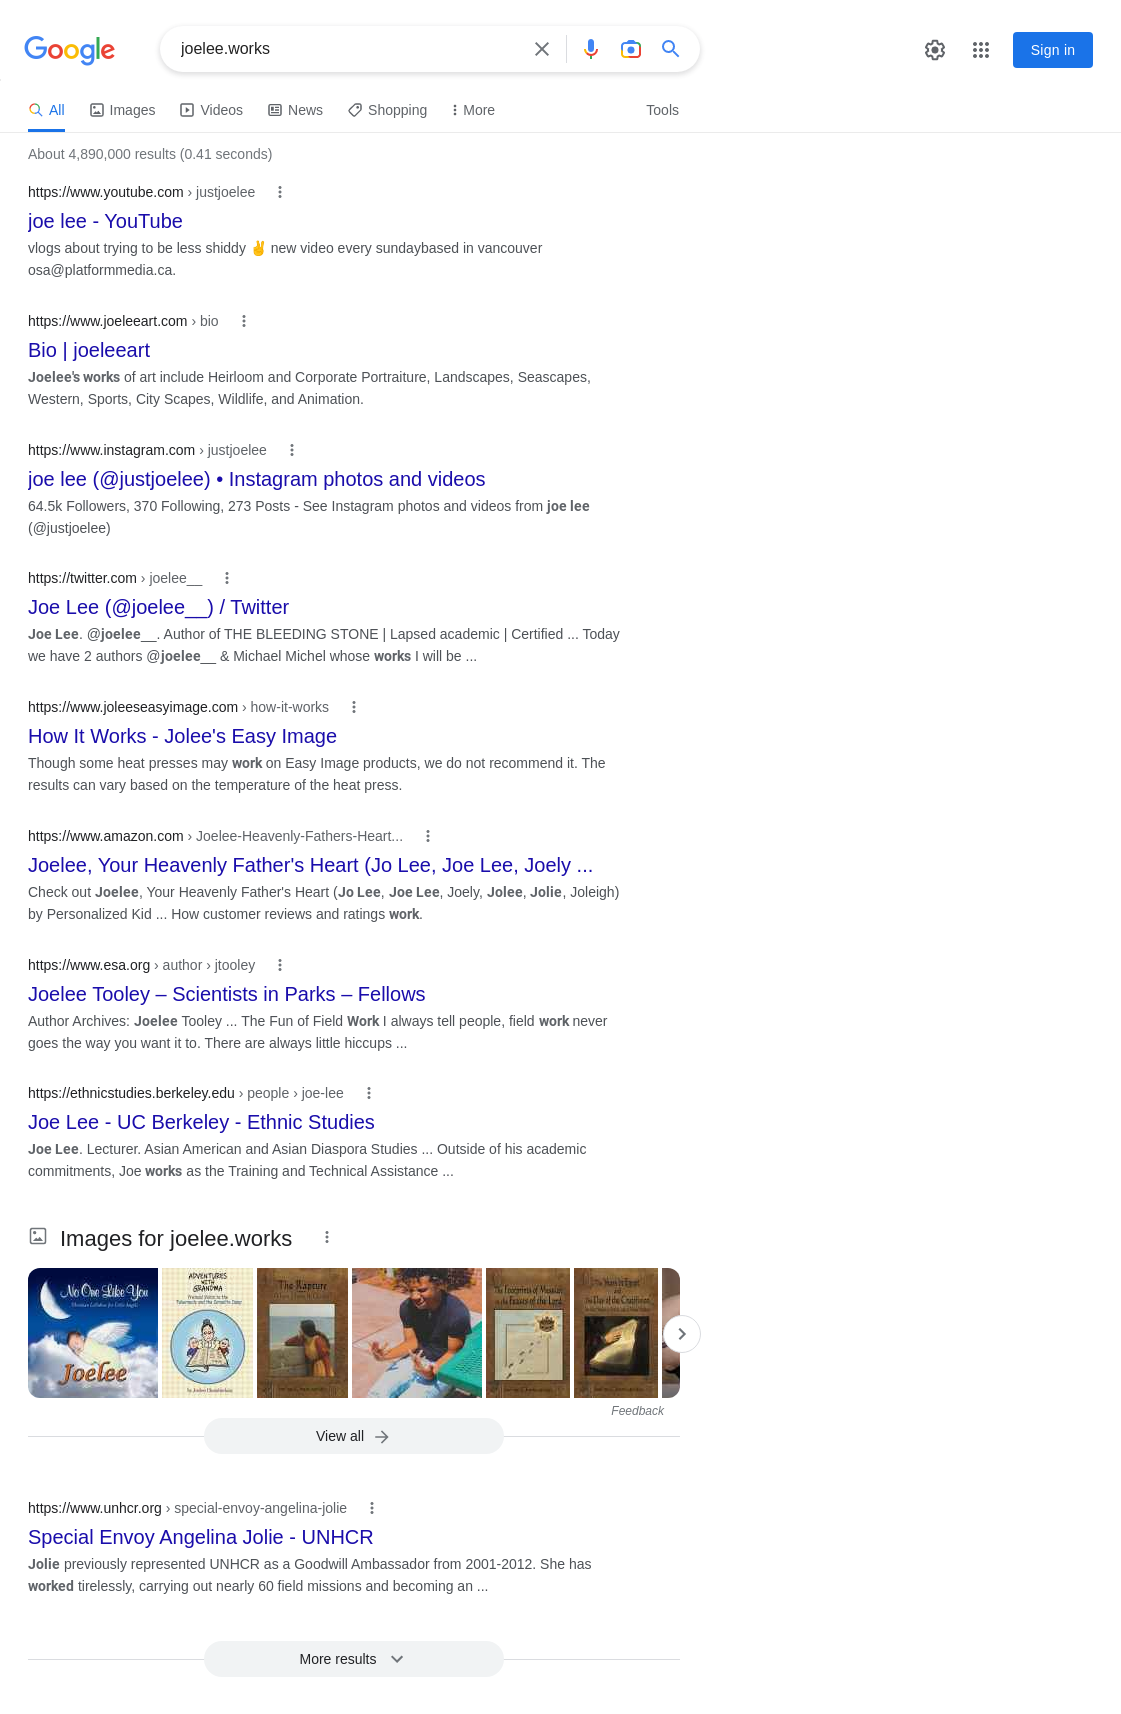 Google
joelee.works
Sign in
All
Images
Videos
News
Shopping
More
Tools
About 4,890,000 results (0.41 seconds)
https://www.youtube.com › justjoelee
joe lee - YouTube
vlogs about trying to be less shiddy ✌️ new video every sundaybased in vancouver
osa@platformmedia.ca.
https://www.joeleeart.com › bio
Bio | joeleeart
Joelee's works of art include Heirloom and Corporate Portraiture, Landscapes, Seascapes,
Western, Sports, City Scapes, Wildlife, and Animation.
https://www.instagram.com › justjoelee
joe lee (@justjoelee) • Instagram photos and videos
64.5k Followers, 370 Following, 273 Posts - See Instagram photos and videos from joe lee
(@justjoelee)
https://twitter.com › joelee__
Joe Lee (@joelee__) / Twitter
Joe Lee. @joelee__. Author of THE BLEEDING STONE | Lapsed academic | Certified ... Today
we have 2 authors @joelee__ & Michael Michel whose works I will be ...
https://www.joleeseasyimage.com › how-it-works
How It Works - Jolee's Easy Image
Though some heat presses may work on Easy Image products, we do not recommend it. The
results can vary based on the temperature of the heat press.
https://www.amazon.com › Joelee-Heavenly-Fathers-Heart...
Joelee, Your Heavenly Father's Heart (Jo Lee, Joe Lee, Joely ...
Check out Joelee, Your Heavenly Father's Heart (Jo Lee, Joe Lee, Joely, Jolee, Jolie, Joleigh)
by Personalized Kid ... How customer reviews and ratings work.
https://www.esa.org › author › jtooley
Joelee Tooley – Scientists in Parks – Fellows
Author Archives: Joelee Tooley ... The Fun of Field Work I always tell people, field work never
goes the way you want it to. There are always little hiccups ...
https://ethnicstudies.berkeley.edu › people › joe-lee
Joe Lee - UC Berkeley - Ethnic Studies
Joe Lee. Lecturer. Asian American and Asian Diaspora Studies ... Outside of his academic
commitments, Joe works as the Training and Technical Assistance ...
Images for joelee.works
No One Like You
Joelee
ADVENTURES
WITH
GRANDMA
The Rapture
The Footprints of Messiah
in the Feasts of the Lord
The Day of the Crucifixion
Feedback
View all
https://www.unhcr.org › special-envoy-angelina-jolie
Special Envoy Angelina Jolie - UNHCR
Jolie previously represented UNHCR as a Goodwill Ambassador from 2001-2012. She has
worked tirelessly, carrying out nearly 60 field missions and becoming an ...
More results